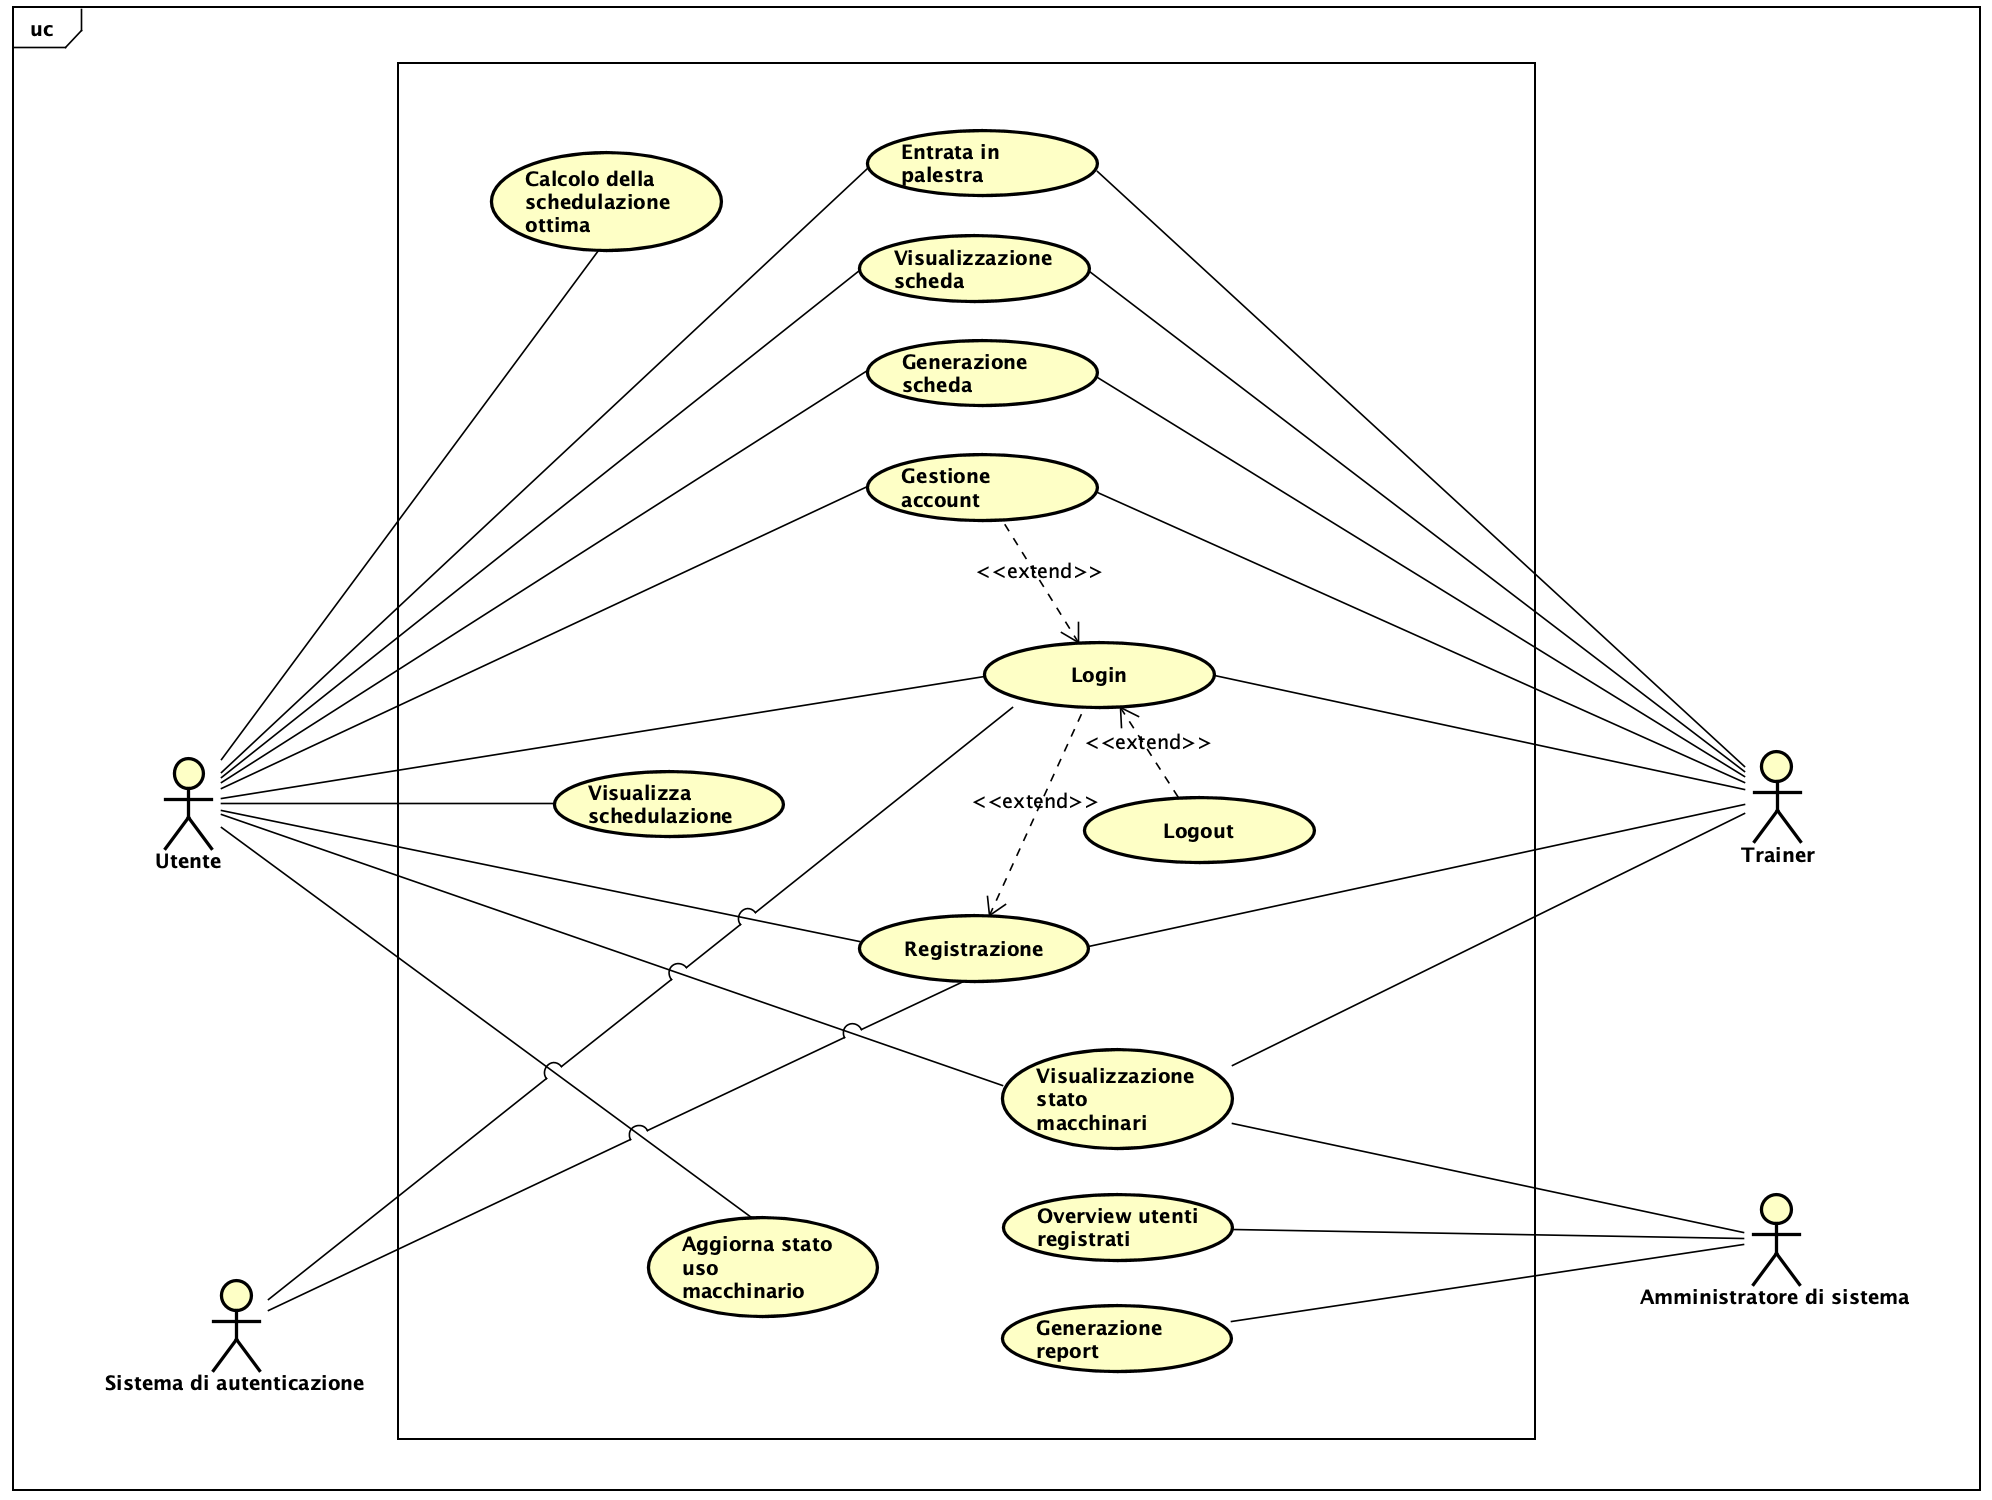 uc
Entrata in
palestra
Calcolo della
schedulazione
ottima
Visualizzazione
scheda
Generazione
scheda
Gestione
account
<<extend>>
Login
<<extend>>
Visualizza
schedulazione
<<extend>>
Logout
Utente
Trainer
Registrazione
Visualizzazione
stato
macchinari
Overview utenti
registrati
Aggiorna stato
uso
macchinario
Amministratore di sistema
Generazione
report
Sistema di autenticazione